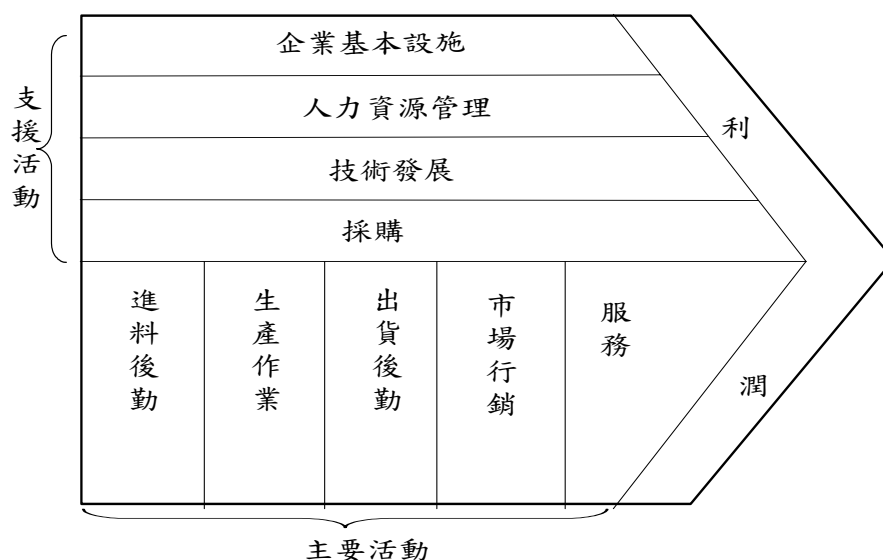 企業基本設施
人力資源管理
技術發展
採購
支援活動
進料後勤
生產作業
出貨後勤
市場行銷
服務
利潤
主要活動